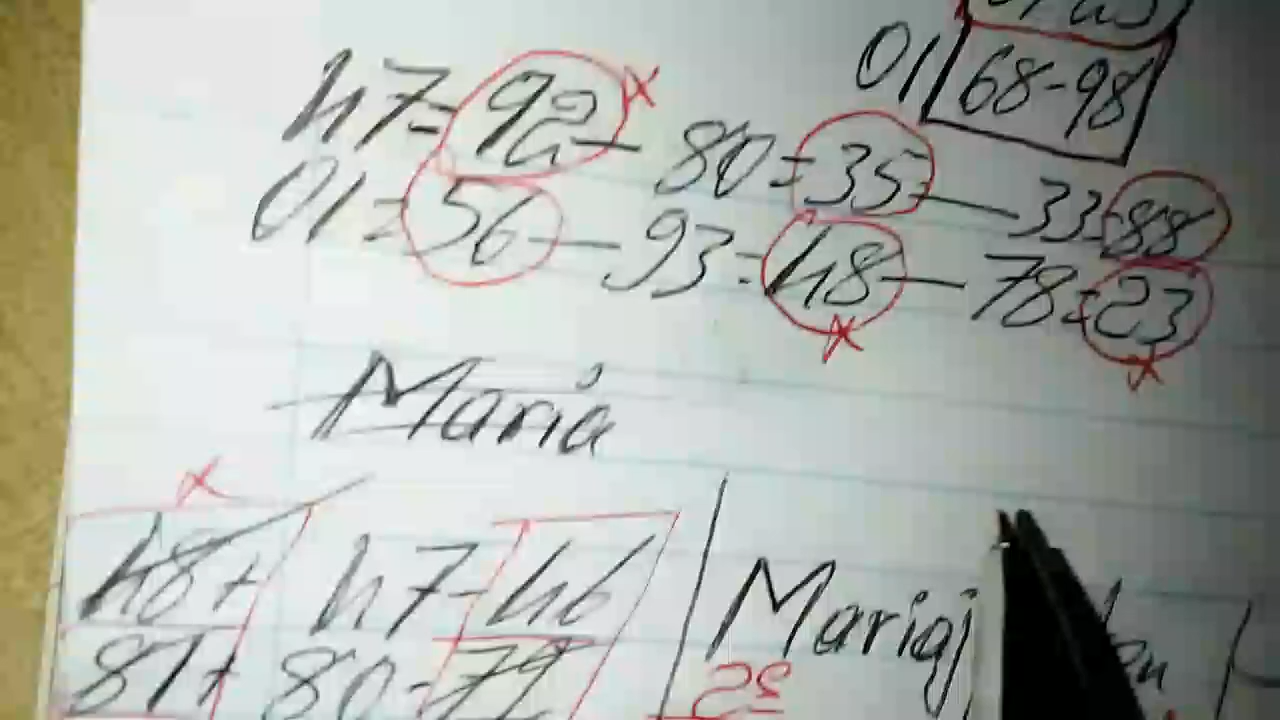 01 68-98
47=92 - 80=35 - 33=88
01=56 - 93=48 - 78=23
Maria
48+ 47-46
81+ 80-79